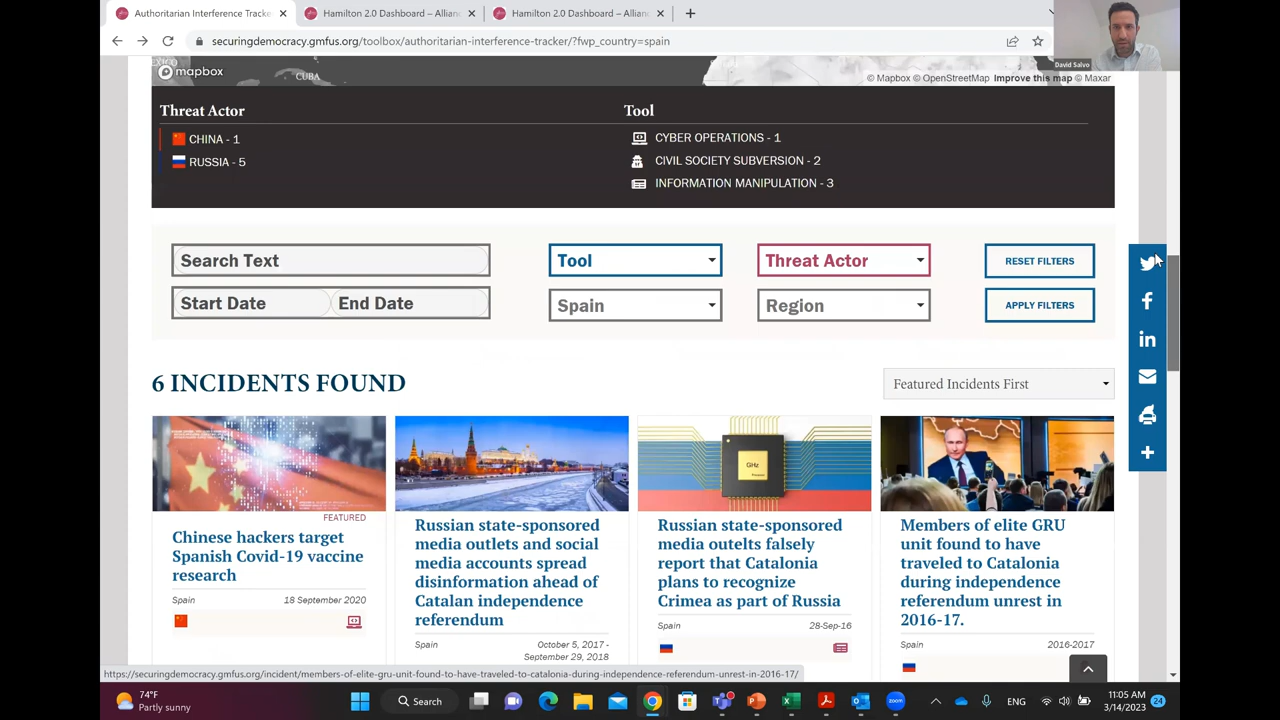 Authoritarian Interference Tracke
Hamilton 2.0 Dashboard – Allianc
Hamilton 2.0 Dashboard – Allianc
securingdemocracy.gmfus.org/toolbox/authoritarian-interference-tracker/?fwp_country=spain
David Salvo
mapbox
CUBA
© Mapbox © OpenStreetMap Improve this map © Maxar
Threat Actor
Tool
CHINA - 1
RUSSIA - 5
CYBER OPERATIONS - 1
CIVIL SOCIETY SUBVERSION - 2
INFORMATION MANIPULATION - 3
Search Text
Tool
Threat Actor
RESET FILTERS
Start Date
End Date
Spain
Region
APPLY FILTERS
6 INCIDENTS FOUND
Featured Incidents First
FEATURED
Chinese hackers target
Spanish Covid-19 vaccine
research
Spain
18 September 2020
Russian state-sponsored
media outlets and social
media accounts spread
disinformation ahead of
Catalan independence
referendum
Spain
October 5, 2017 -
September 29, 2018
GHz
Russian state-sponsored
media outelts falsely
report that Catalonia
plans to recognize
Crimea as part of Russia
Spain
28-Sep-16
Members of elite GRU
unit found to have
traveled to Catalonia
during independence
referendum unrest in
2016-17.
Spain
2016-2017
https://securingdemocracy.gmfus.org/incident/members-of-elite-gru-unit-found-to-have-traveled-to-catalonia-during-independence-referendum-unrest-in-2016-17/
74°F
Partly sunny
Search
zoom
ENG
11:05 AM
3/14/2023
24